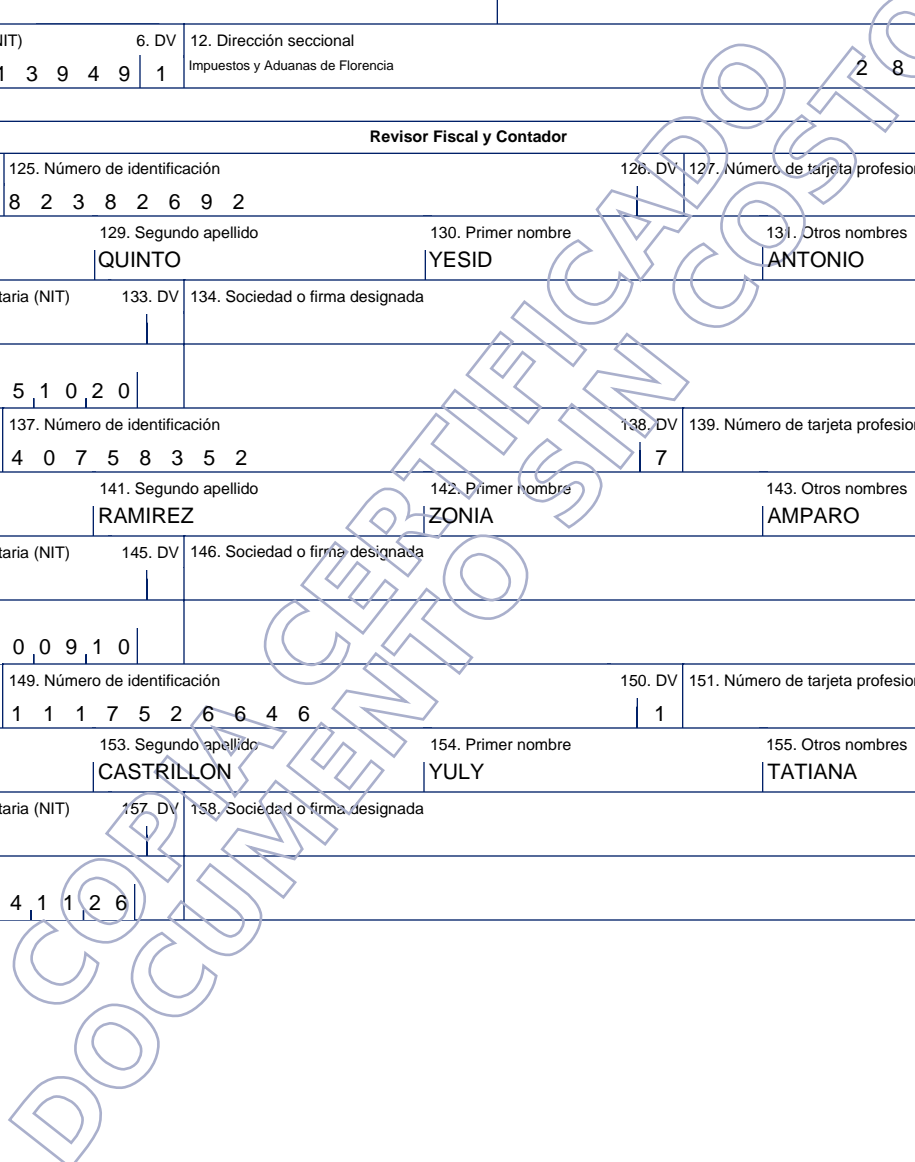 NIT) 6. DV 12. Dirección seccional
1 3 9 4 9 1 Impuestos y Aduanas de Florencia 2 8
Revisor Fiscal y Contador
125. Número de identificación 126. DV 127. Número de tarjeta profesion
8 2 3 8 2 6 9 2
129. Segundo apellido 130. Primer nombre 131. Otros nombres
QUINTO YESID ANTONIO
taria (NIT) 133. DV 134. Sociedad o firma designada
5 1 0 2 0
137. Número de identificación 138. DV 139. Número de tarjeta profesion
4 0 7 5 8 3 5 2 7
141. Segundo apellido 142. Primer nombre 143. Otros nombres
RAMIREZ ZONIA AMPARO
taria (NIT) 145. DV 146. Sociedad o firma designada
0 0 9 1 0
149. Número de identificación 150. DV 151. Número de tarjeta profesion
1 1 1 7 5 2 6 6 4 6 1
153. Segundo apellido 154. Primer nombre 155. Otros nombres
CASTRILLON YULY TATIANA
taria (NIT) 157. DV 158. Sociedad o firma designada
4 1 1 2 6
COPIA CERTIFICADO
DOCUMENTO SIN COSTO